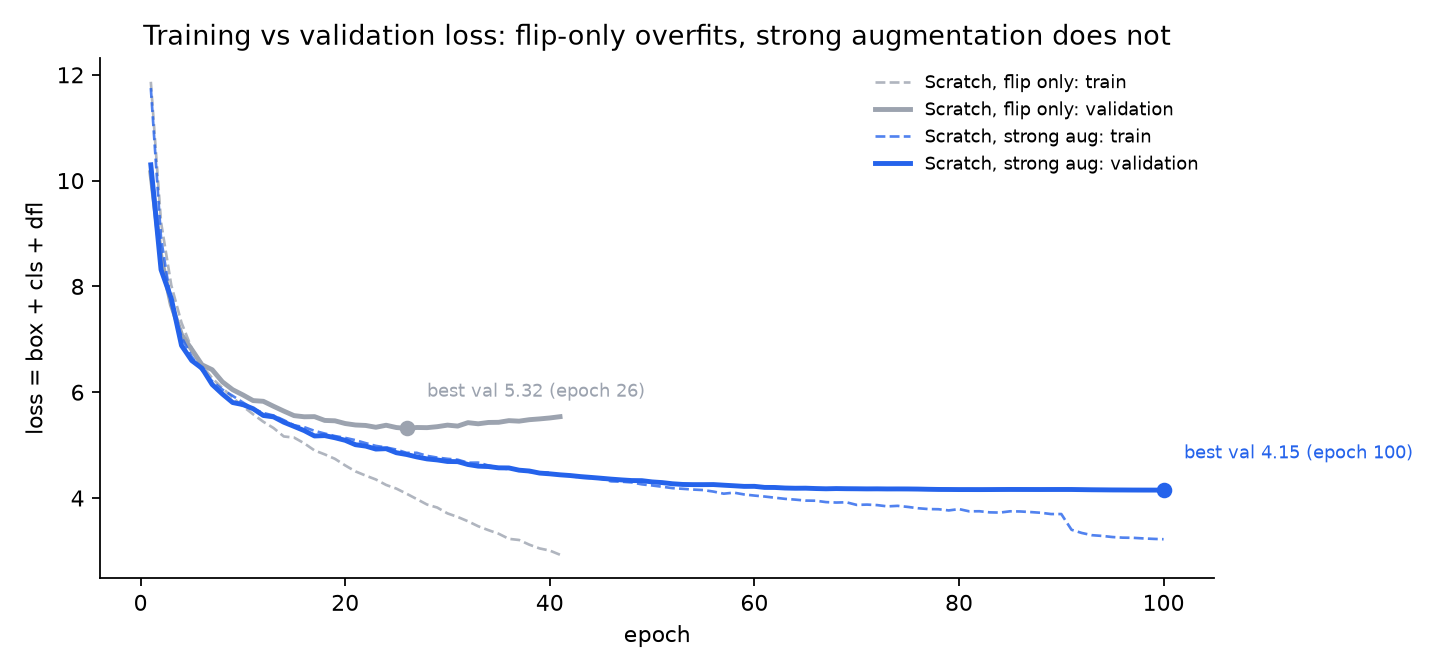 Training vs validation loss: flip-only overfits, strong augmentation does not
12
10
8
6
4
loss = box + cls + dfl
Scratch, flip only: train
Scratch, flip only: validation
Scratch, strong aug: train
Scratch, strong aug: validation
best val 5.32 (epoch 26)
best val 4.15 (epoch 100)
0 20 40 60 80 100
epoch